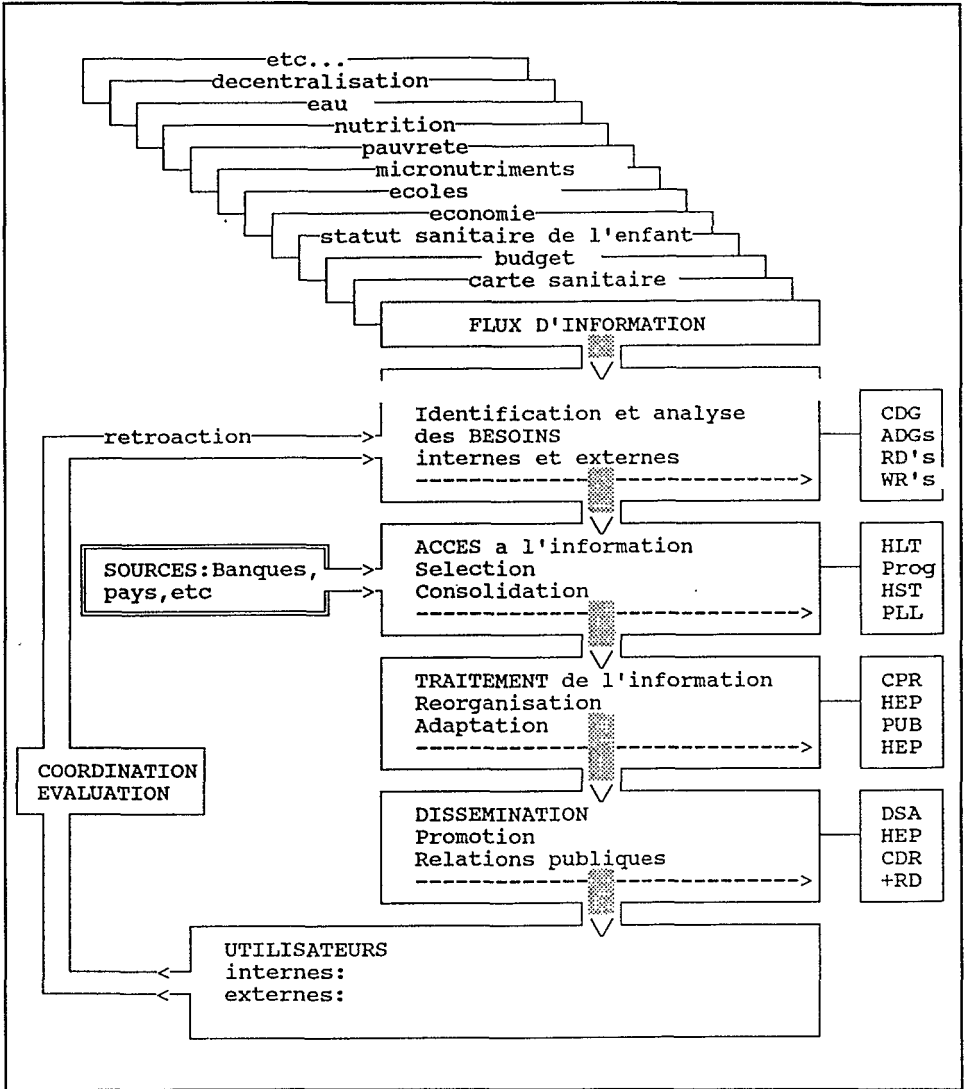 etc...
decentralisation
eau
nutrition
pauvrete
micronutriments
ecoles
economie
statut sanitaire de l'enfant
budget
carte sanitaire
FLUX D'INFORMATION
Identification et analyse
des BESOINS
internes et externes
CDG
ADGs
RD's
WR's
retroaction
ACCES a l'information
Selection
Consolidation
HLT
Prog
HST
PLL
SOURCES:Banques,
pays,etc
TRAITEMENT de l'information
Reorganisation
Adaptation
CPR
HEP
PUB
HEP
COORDINATION
EVALUATION
DISSEMINATION
Promotion
Relations publiques
DSA
HEP
CDR
+RD
UTILISATEURS
internes:
externes: